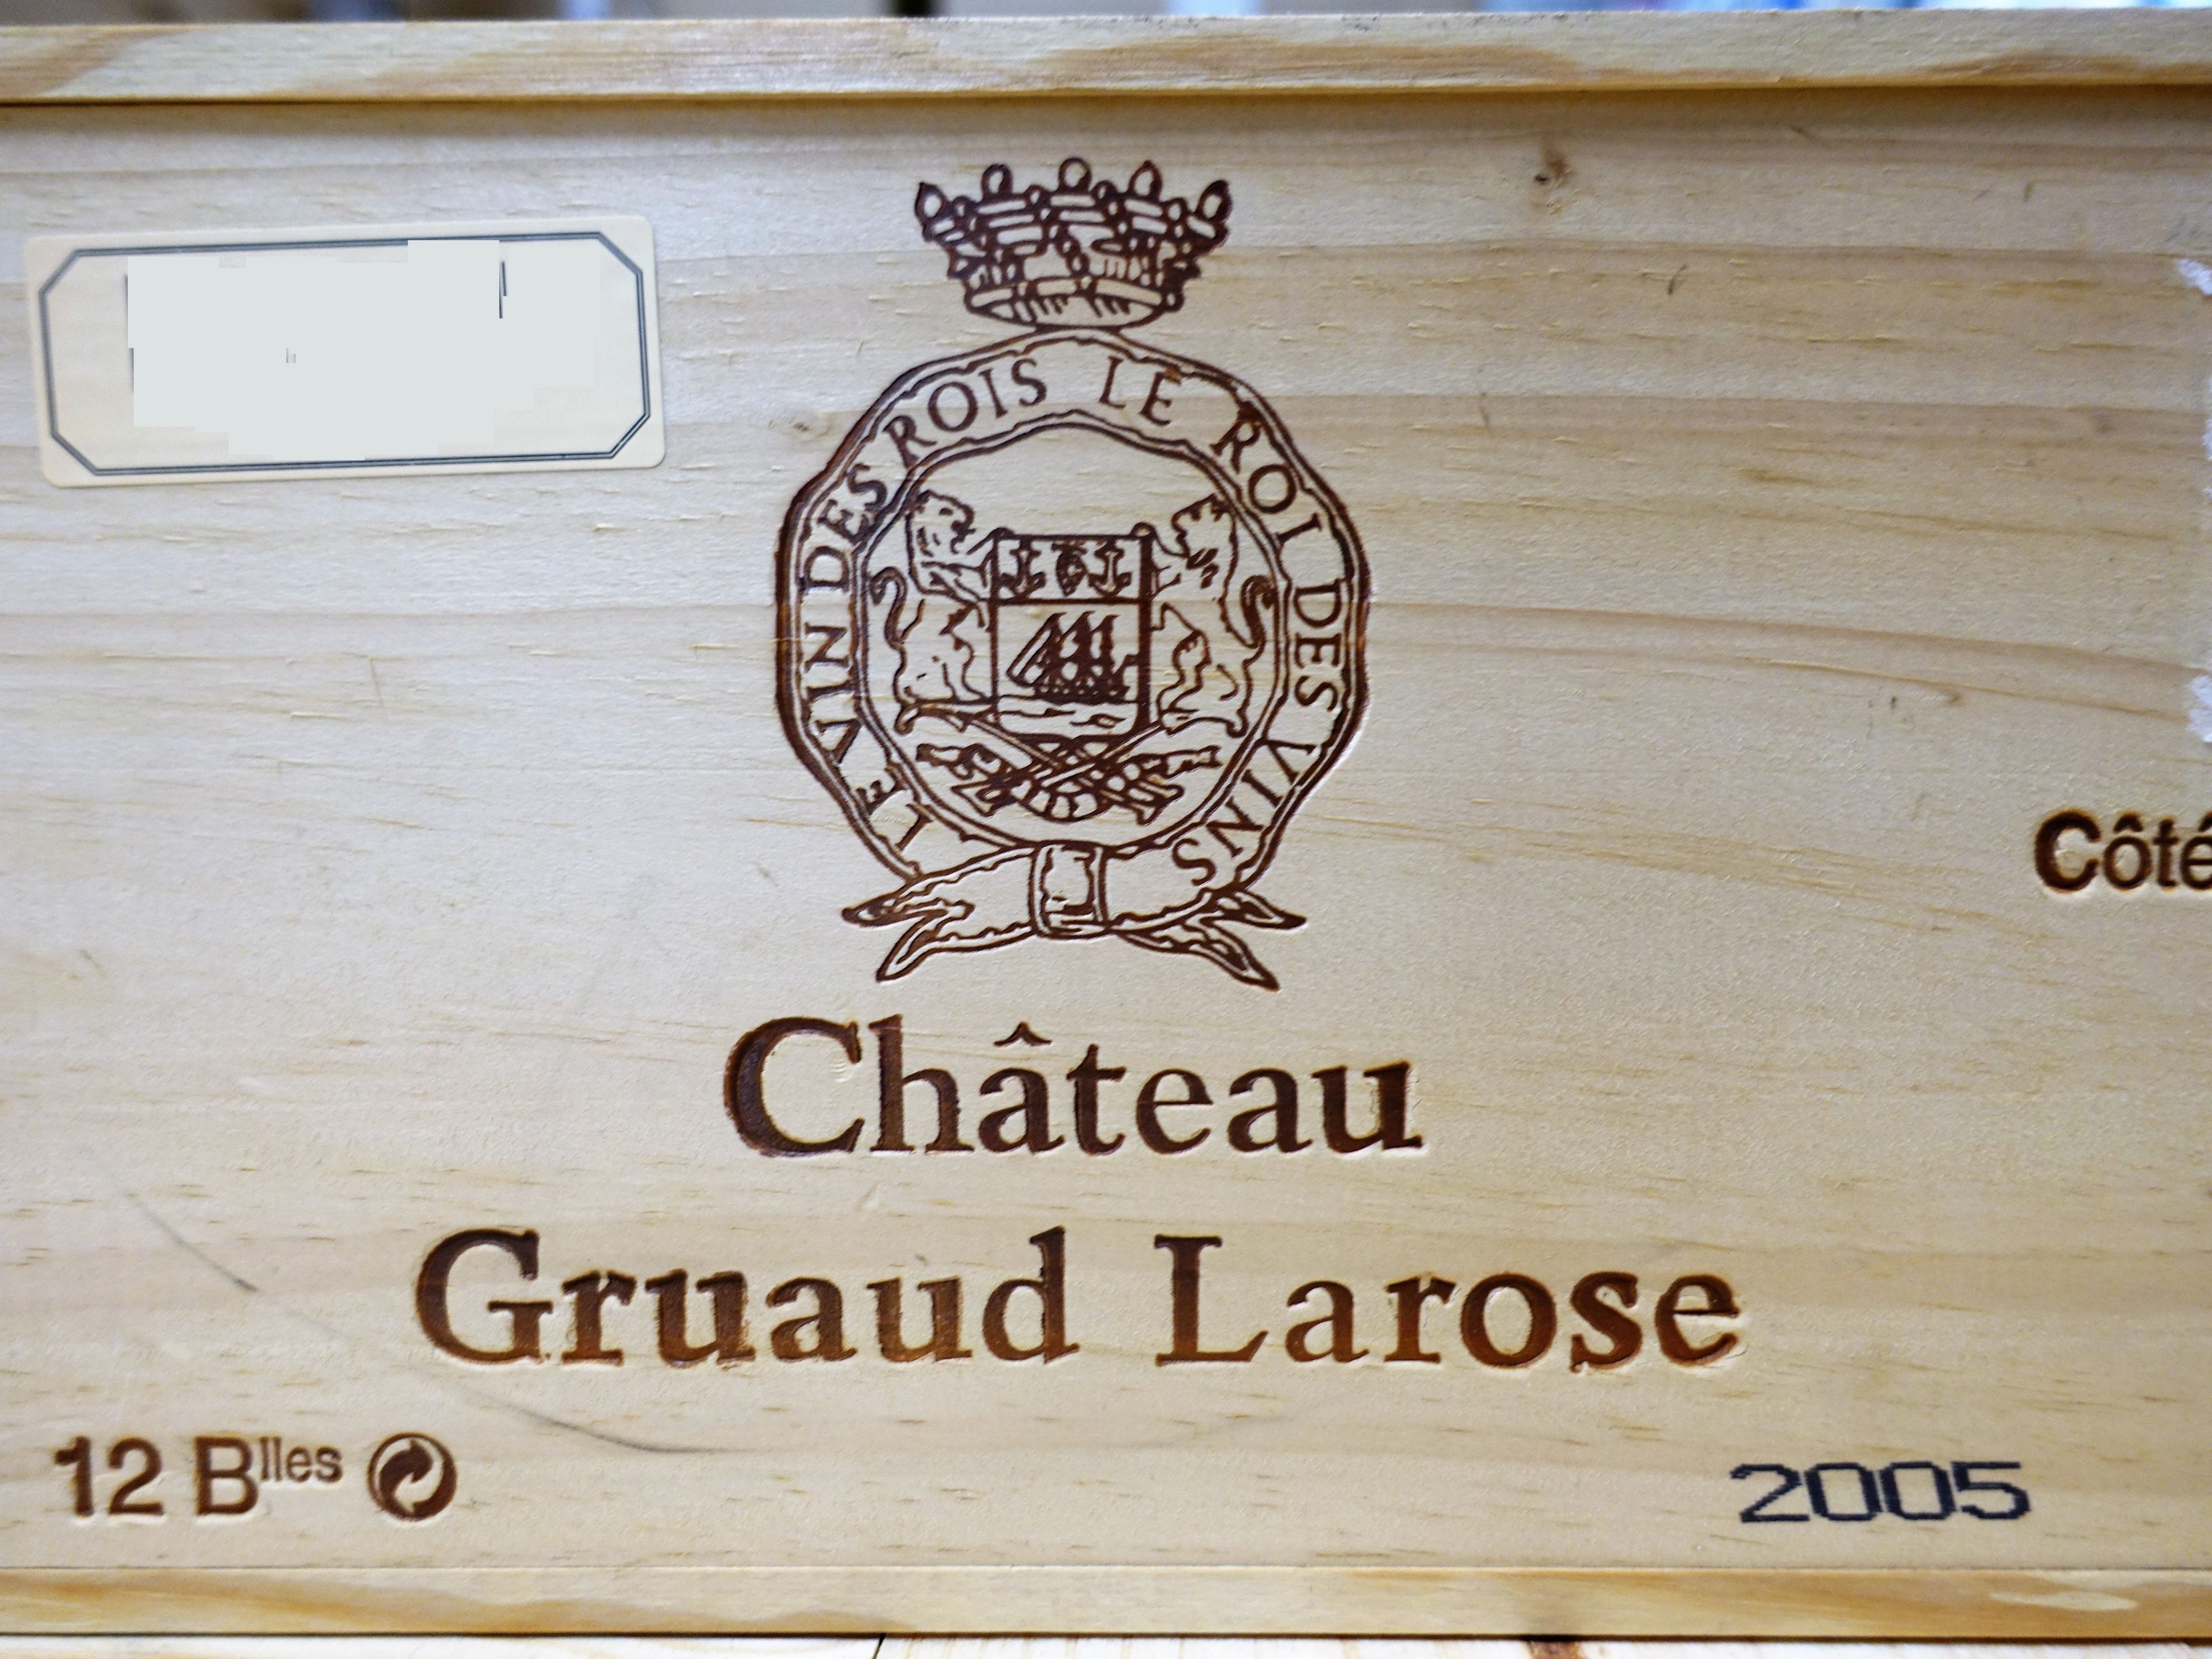 LE VIN DES ROIS LE ROI DES VINS
Côté
Château
Gruaud Larose
12 Blles
2005